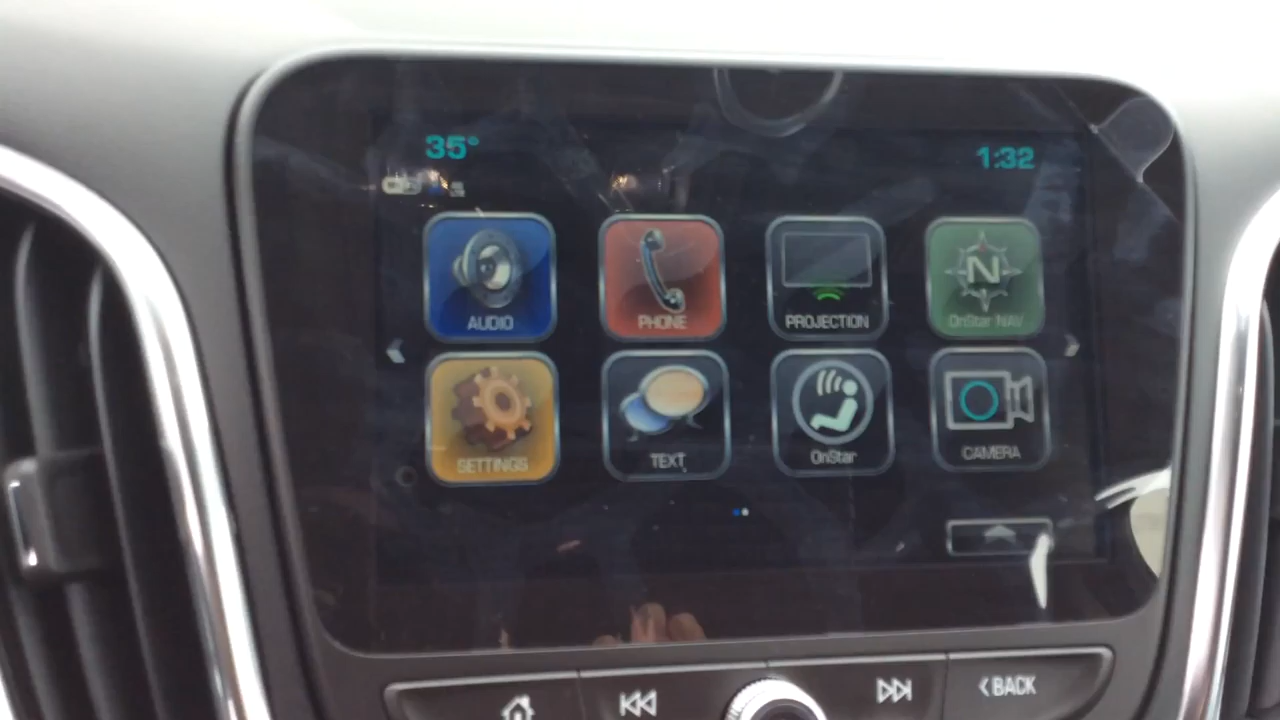 35° 1:32
AUDIO PHONE PROJECTION OnStar NAV
N
SETTINGS TEXT OnStar CAMERA
BACK